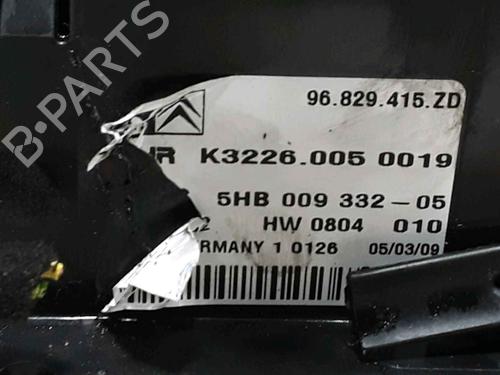 B-PARTS
96.829.415.ZD
K3226.005 0019
5HB 009 332-05
HW 0804 010
RMANY 1 0126 05/03/09